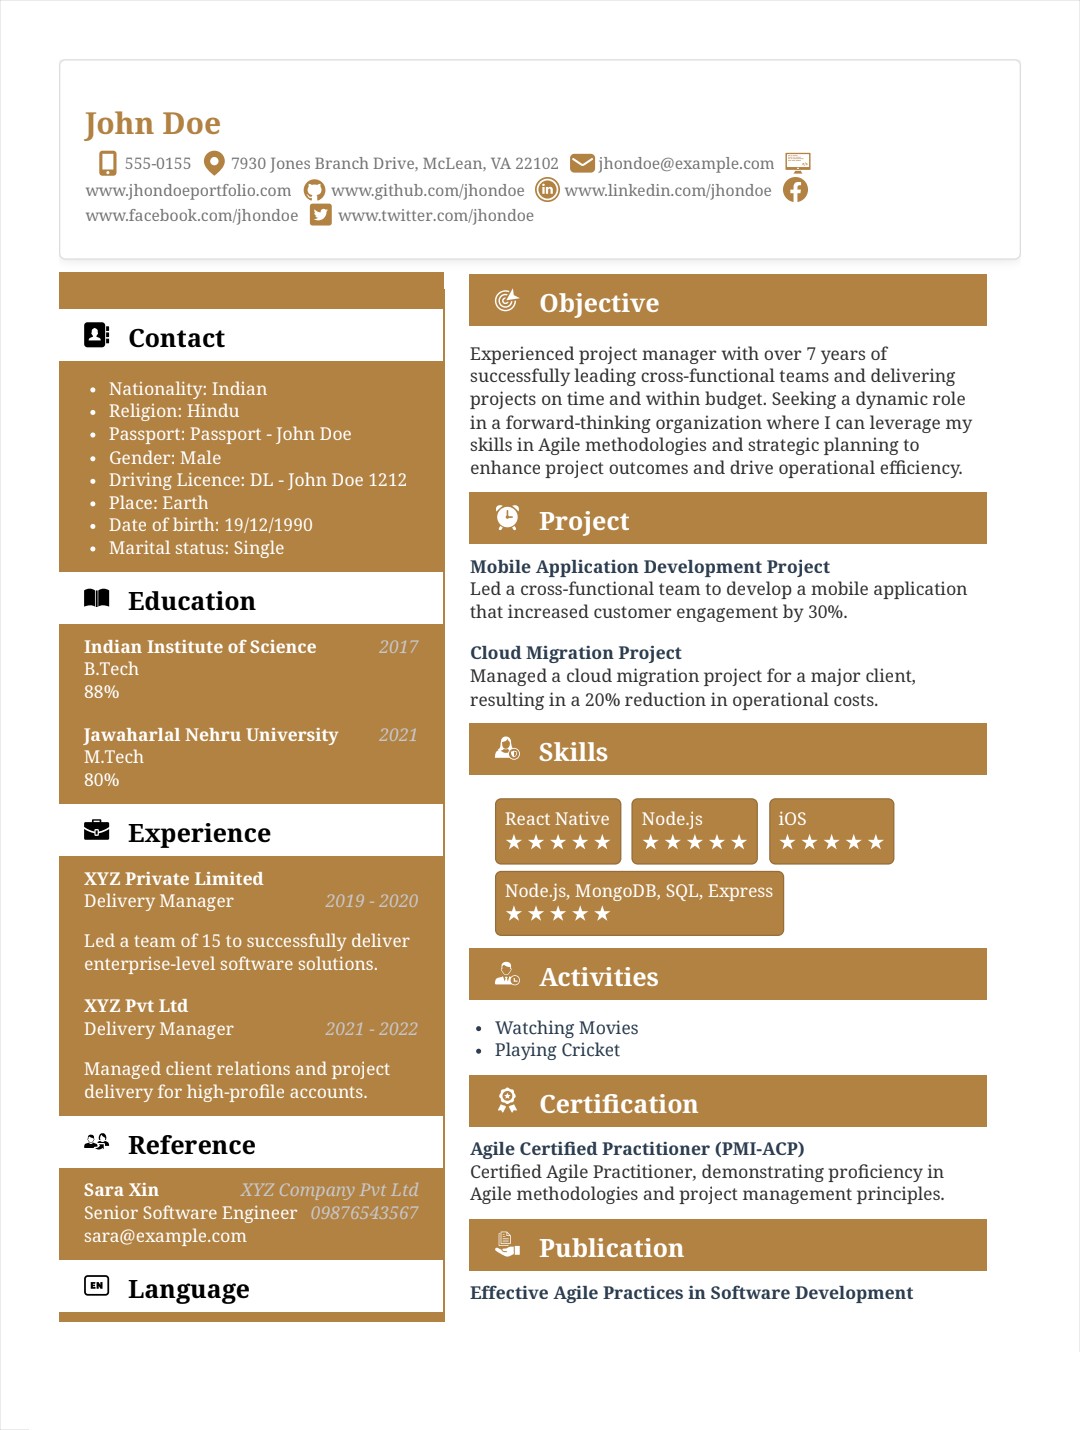 John Doe
555-0155 7930 Jones Branch Drive, McLean, VA 22102 jhondoe@example.com
www.jhondoeportfolio.com www.github.com/jhondoe www.linkedin.com/jhondoe
www.facebook.com/jhondoe www.twitter.com/jhondoe
Contact
• Nationality: Indian
• Religion: Hindu
• Passport: Passport - John Doe
• Gender: Male
• Driving Licence: DL - John Doe 1212
• Place: Earth
• Date of birth: 19/12/1990
• Marital status: Single
Education
Indian Institute of Science 2017
B.Tech
88%
Jawaharlal Nehru University 2021
M.Tech
80%
Experience
XYZ Private Limited
Delivery Manager 2019 - 2020
Led a team of 15 to successfully deliver
enterprise-level software solutions.
XYZ Pvt Ltd
Delivery Manager 2021 - 2022
Managed client relations and project
delivery for high-profile accounts.
Reference
Sara Xin XYZ Company Pvt Ltd
Senior Software Engineer 09876543567
sara@example.com
EN Language
Objective
Experienced project manager with over 7 years of
successfully leading cross-functional teams and delivering
projects on time and within budget. Seeking a dynamic role
in a forward-thinking organization where I can leverage my
skills in Agile methodologies and strategic planning to
enhance project outcomes and drive operational efficiency.
Project
Mobile Application Development Project
Led a cross-functional team to develop a mobile application
that increased customer engagement by 30%.
Cloud Migration Project
Managed a cloud migration project for a major client,
resulting in a 20% reduction in operational costs.
Skills
React Native Node.js iOS
★★★★★ ★★★★★ ★★★★★
Node.js, MongoDB, SQL, Express
★★★★★
Activities
• Watching Movies
• Playing Cricket
Certification
Agile Certified Practitioner (PMI-ACP)
Certified Agile Practitioner, demonstrating proficiency in
Agile methodologies and project management principles.
Publication
Effective Agile Practices in Software Development